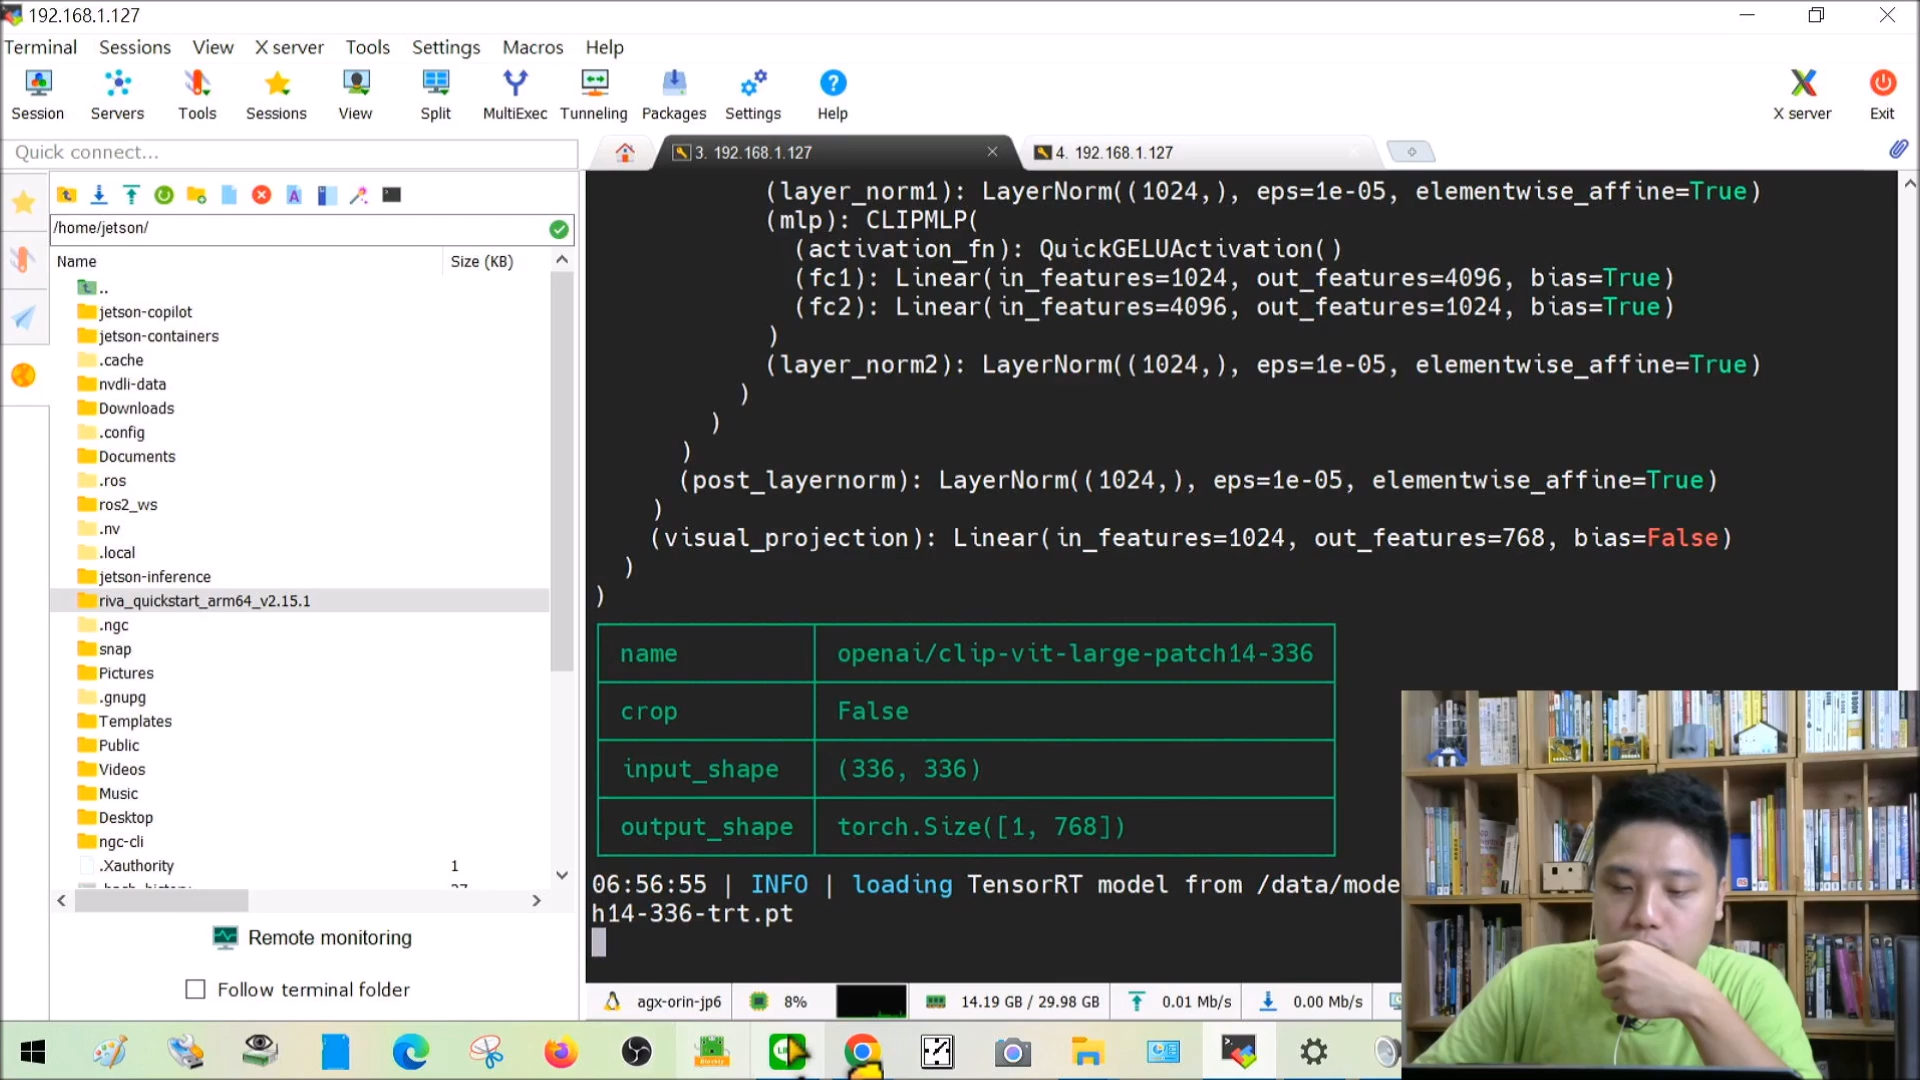 192.168.1.127
Terminal Sessions View X server Tools Settings Macros Help
Session Servers Tools Sessions View Split MultiExec Tunneling Packages Settings Help X server Exit
Quick connect...
3. 192.168.1.127
4. 192.168.1.127
/home/jetson/
Name Size (KB)
..
jetson-copilot
jetson-containers
.cache
nvdli-data
Downloads
.config
Documents
.ros
ros2_ws
.nv
.local
jetson-inference
riva_quickstart_arm64_v2.15.1
.ngc
snap
Pictures
.gnupg
Templates
Public
Videos
Music
Desktop
ngc-cli
.Xauthority 1
Remote monitoring
Follow terminal folder
(layer_norm1): LayerNorm((1024,), eps=1e-05, elementwise_affine=True)
(mlp): CLIPMLP(
(activation_fn): QuickGELUActivation()
(fc1): Linear(in_features=1024, out_features=4096, bias=True)
(fc2): Linear(in_features=4096, out_features=1024, bias=True)
)
(layer_norm2): LayerNorm((1024,), eps=1e-05, elementwise_affine=True)
)
)
)
(post_layernorm): LayerNorm((1024,), eps=1e-05, elementwise_affine=True)
)
(visual_projection): Linear(in_features=1024, out_features=768, bias=False)
)
)
name openai/clip-vit-large-patch14-336
crop False
input_shape (336, 336)
output_shape torch.Size([1, 768])
06:56:55 | INFO | loading TensorRT model from /data/mode
h14-336-trt.pt
agx-orin-jp6 8% 14.19 GB / 29.98 GB 0.01 Mb/s 0.00 Mb/s